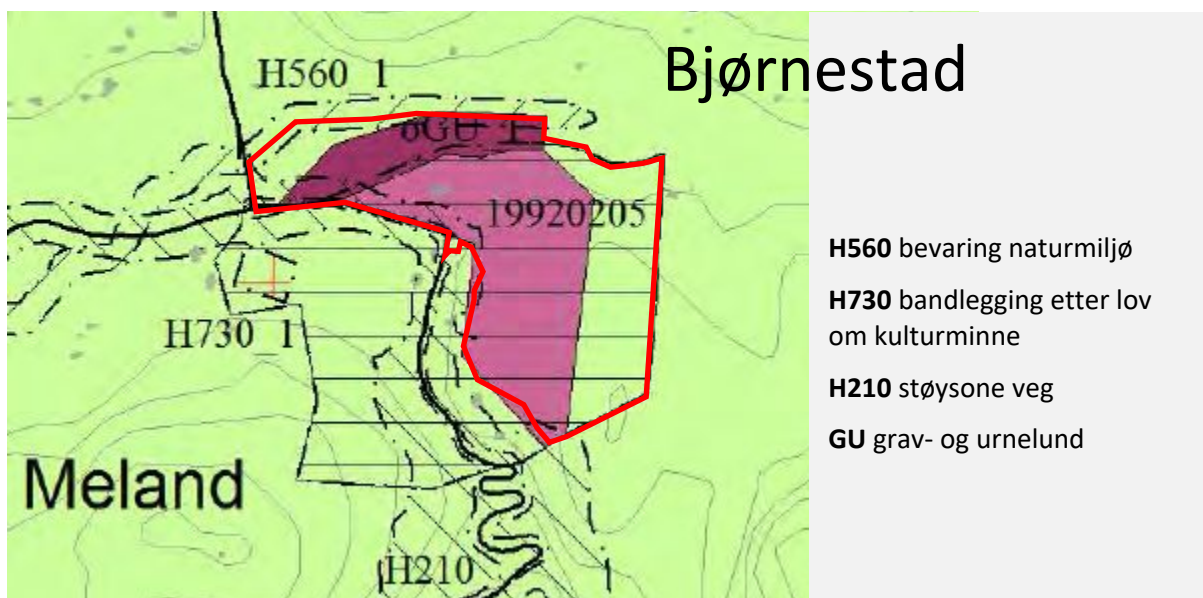 Bjørnestad
H560_1
19920205
H730_1
Meland
H210
H560 bevaring naturmiljø
H730 bandlegging etter lov
om kulturminne
H210 støysone veg
GU grav- og urnelund